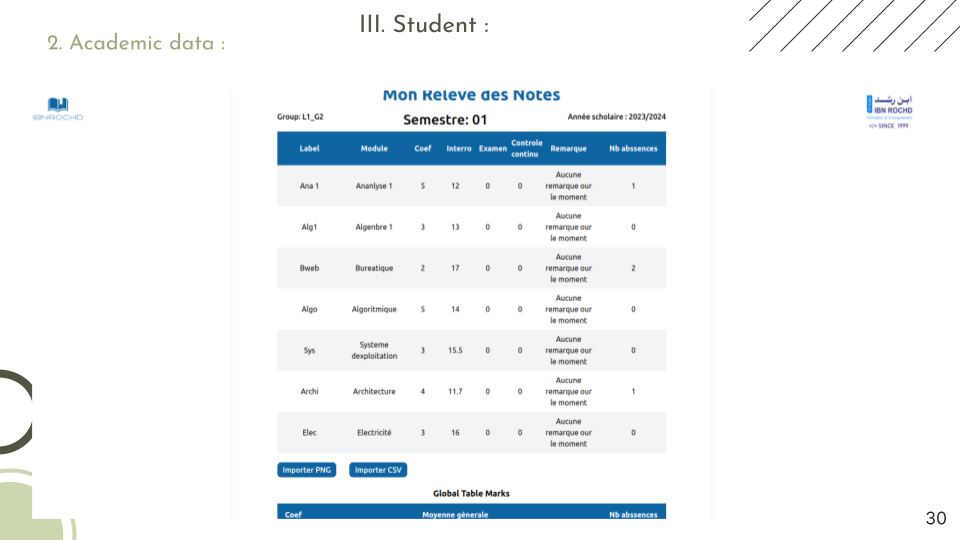 III. Student :
2. Academic data :
IBNROCHD
Mon Releve des Notes
ابن رشد
IBN ROCHD
Formation et Enseignement
</> SINCE 1999
Group: L1_G2
Semestre: 01
Année scholaire : 2023/2024
Label Module Coef Interro Examen Controle continu Remarque Nb abssences
Ana 1 Ananlyse 1 5 12 0 0 Aucune remarque our le moment 1
Alg1 Algenbre 1 3 13 0 0 Aucune remarque our le moment 0
Bweb Bureatique 2 17 0 0 Aucune remarque our le moment 2
Algo Algoritmique 5 14 0 0 Aucune remarque our le moment 0
Sys Systeme dexploitation 3 15.5 0 0 Aucune remarque our le moment 0
Archi Architecture 4 11.7 0 0 Aucune remarque our le moment 1
Elec Electricité 3 16 0 0 Aucune remarque our le moment 0
Importer PNG Importer CSV
Global Table Marks
Coef Moyenne génerale Nb abssences
30